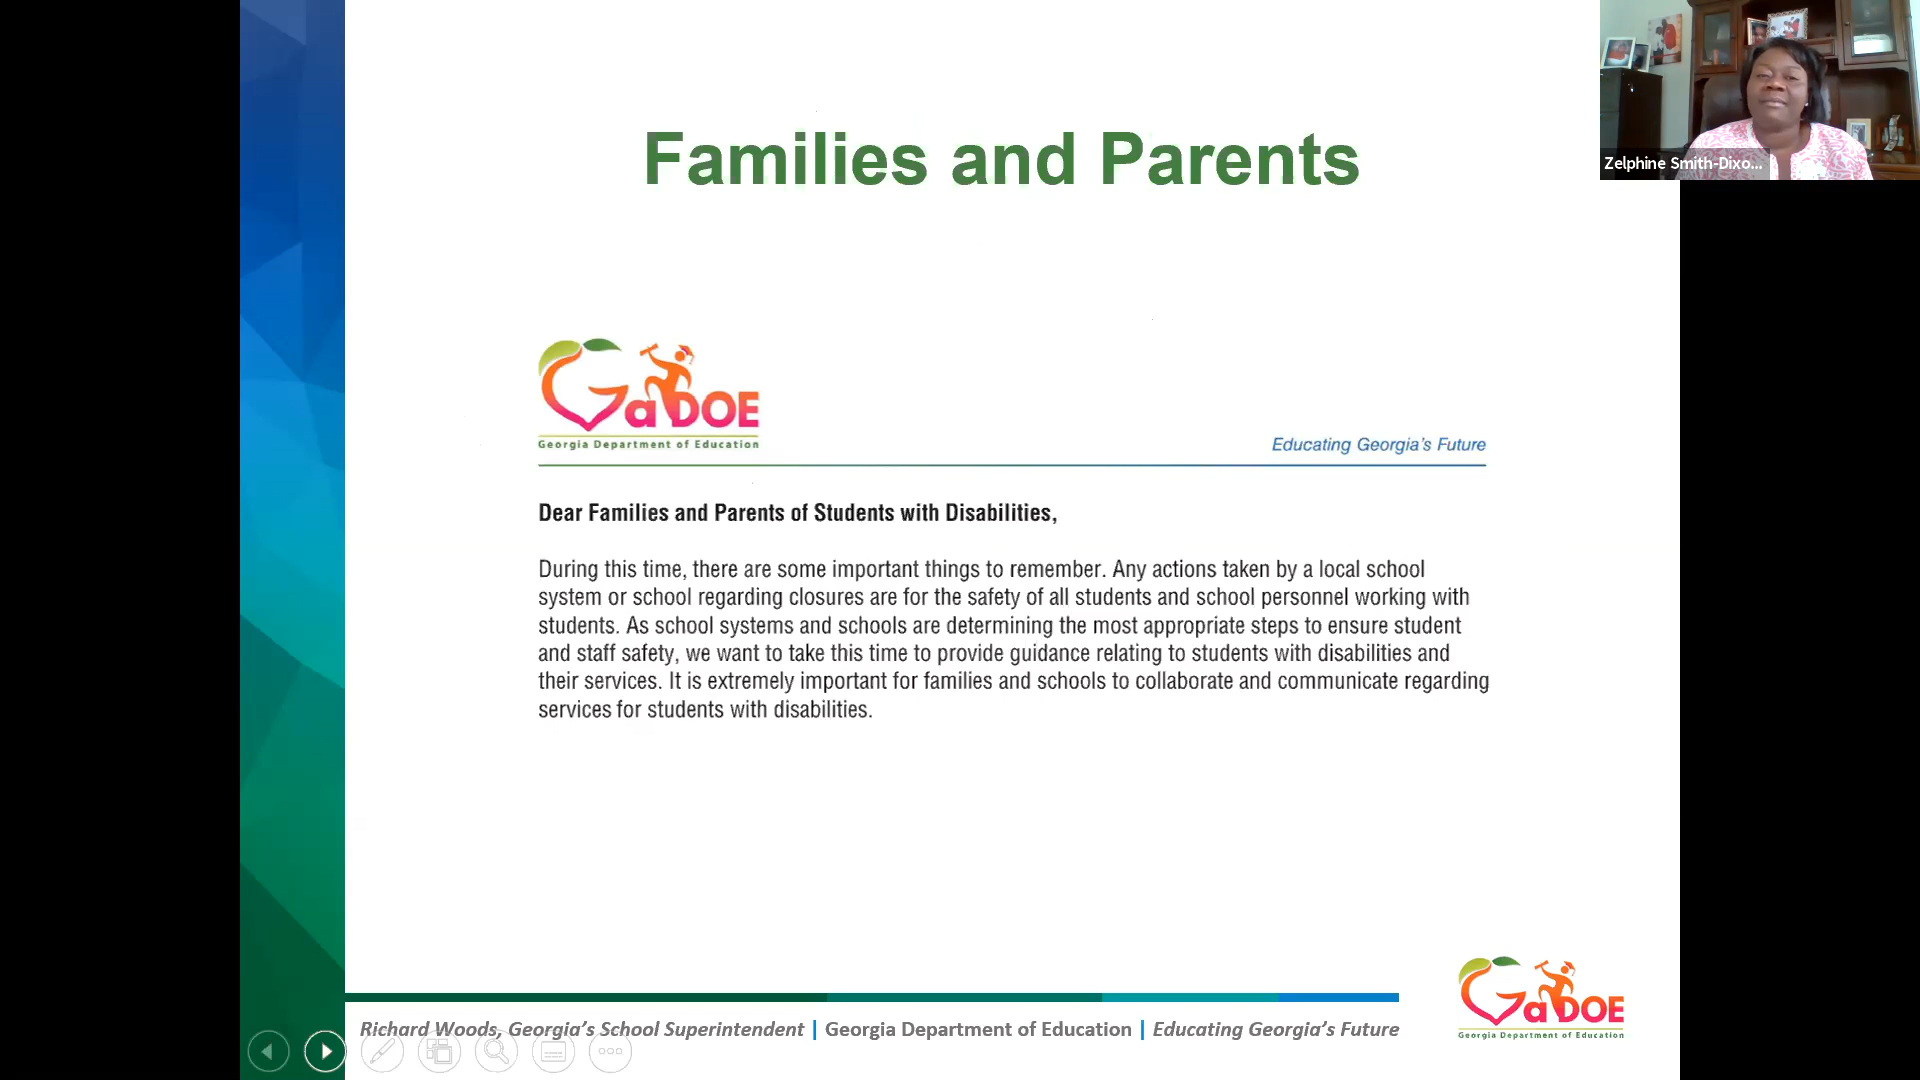 Families and Parents
Zelphine Smith-Dixo...
GaDOE
Georgia Department of Education
Educating Georgia's Future
Dear Families and Parents of Students with Disabilities,
During this time, there are some important things to remember. Any actions taken by a local school
system or school regarding closures are for the safety of all students and school personnel working with
students. As school systems and schools are determining the most appropriate steps to ensure student
and staff safety, we want to take this time to provide guidance relating to students with disabilities and
their services. It is extremely important for families and schools to collaborate and communicate regarding
services for students with disabilities.
Richard Woods, Georgia's School Superintendent | Georgia Department of Education | Educating Georgia's Future
GaDOE
Georgia Department of Education